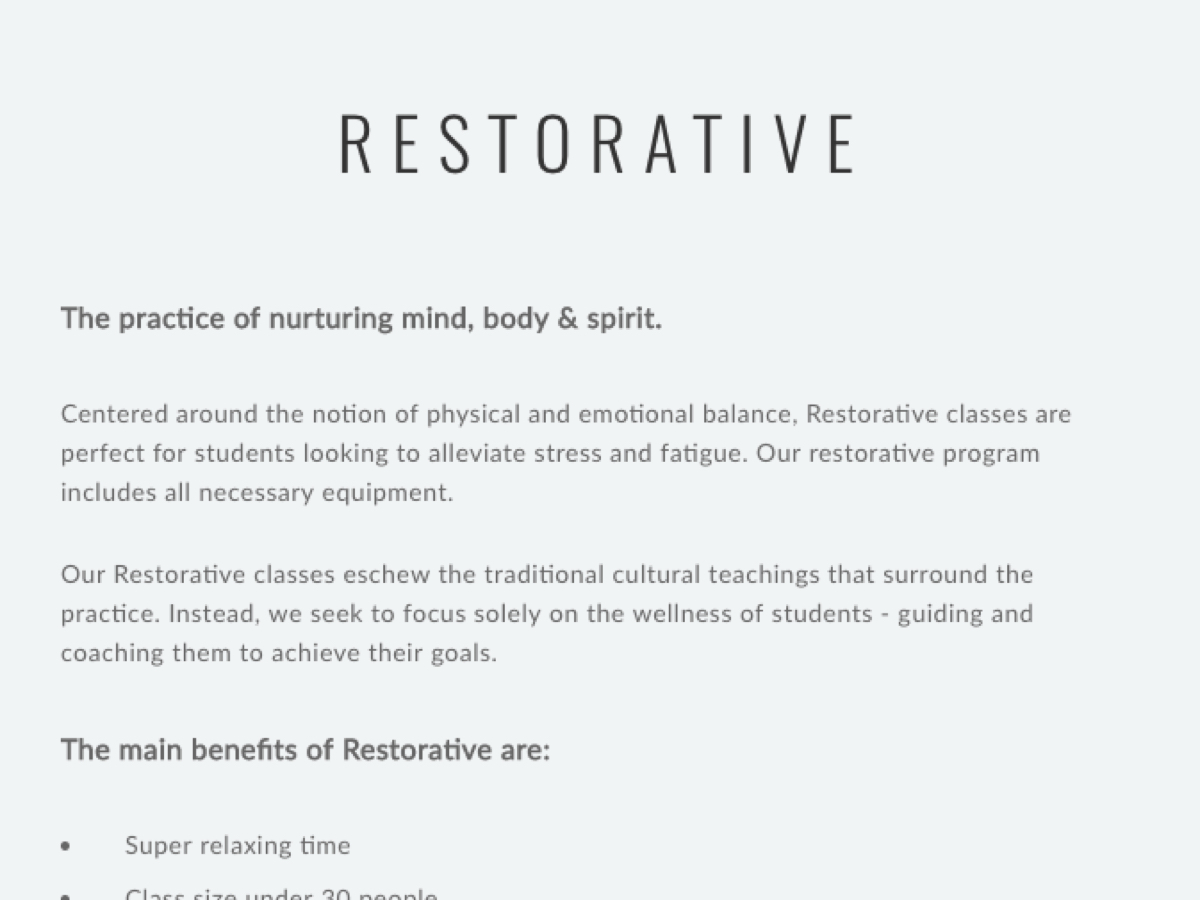 RESTORATIVE
The practice of nurturing mind, body & spirit.
Centered around the notion of physical and emotional balance, Restorative classes are
perfect for students looking to alleviate stress and fatigue. Our restorative program
includes all necessary equipment.
Our Restorative classes eschew the traditional cultural teachings that surround the
practice. Instead, we seek to focus solely on the wellness of students - guiding and
coaching them to achieve their goals.
The main benefits of Restorative are:
• Super relaxing time
• Class size under 30 people